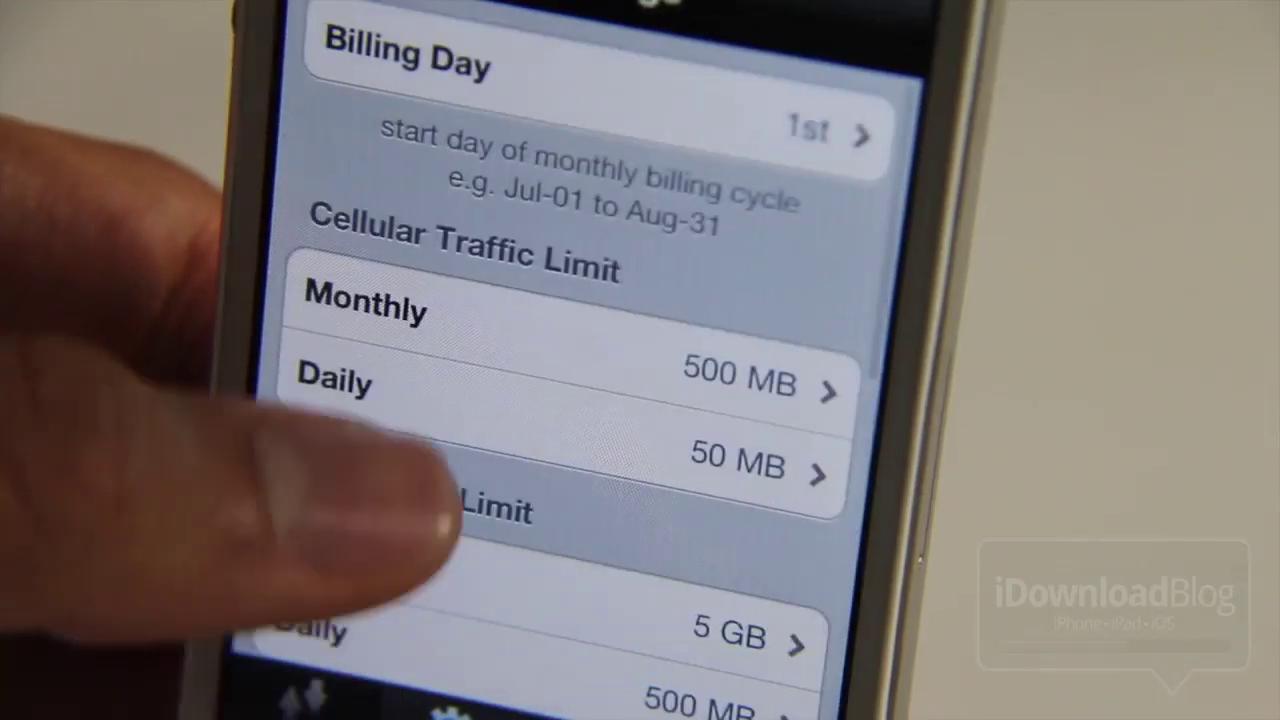 Billing Day
1st
start day of monthly billing cycle
e.g. Jul-01 to Aug-31
Cellular Traffic Limit
Monthly
500 MB
Daily
50 MB
Limit
5 GB
Daily
500 MB
iDownloadBlog
iPhone•iPad•iOS